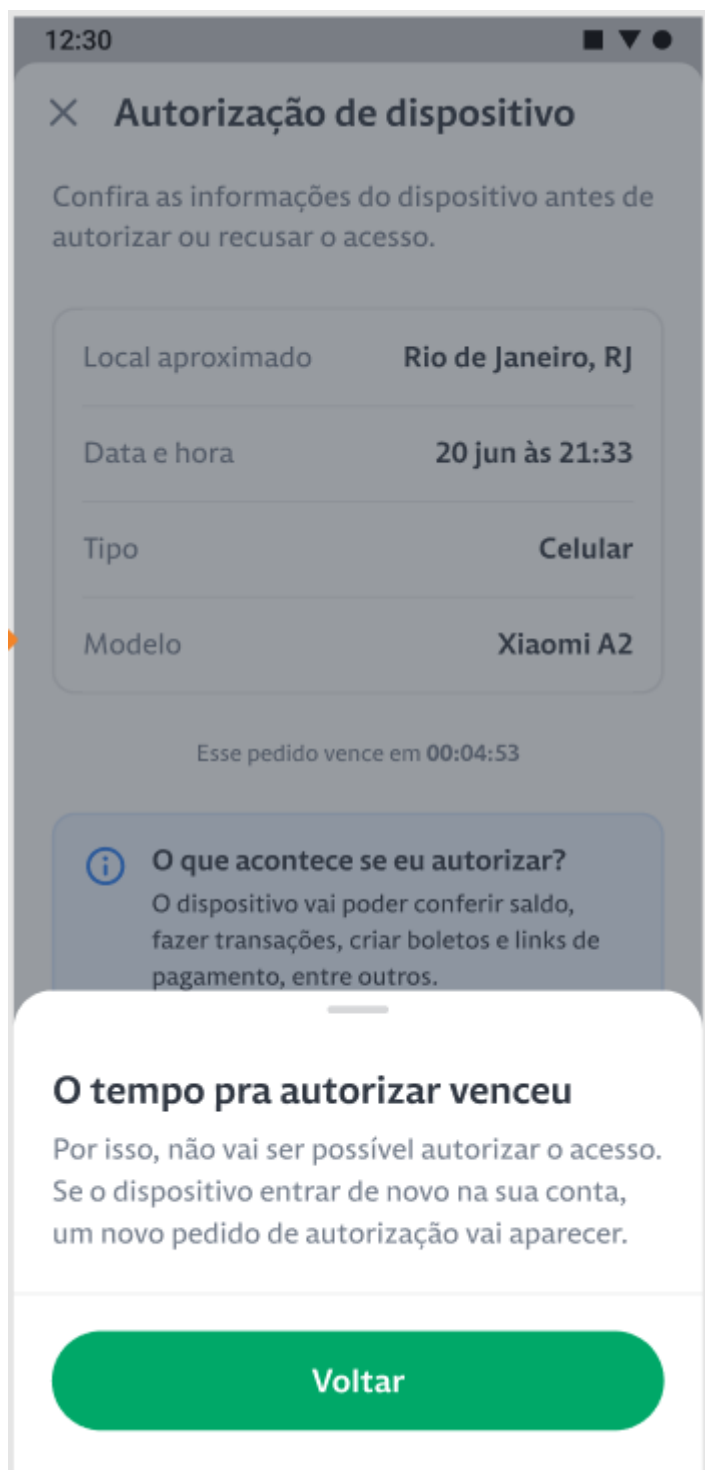 12:30
Autorização de dispositivo
Confira as informações do dispositivo antes de
autorizar ou recusar o acesso.
Local aproximado Rio de Janeiro, RJ
Data e hora 20 jun às 21:33
Tipo Celular
Modelo Xiaomi A2
Esse pedido vence em 00:04:53
O que acontece se eu autorizar?
O dispositivo vai poder conferir saldo,
fazer transações, criar boletos e links de
pagamento, entre outros.
O tempo pra autorizar venceu
Por isso, não vai ser possível autorizar o acesso.
Se o dispositivo entrar de novo na sua conta,
um novo pedido de autorização vai aparecer.
Voltar